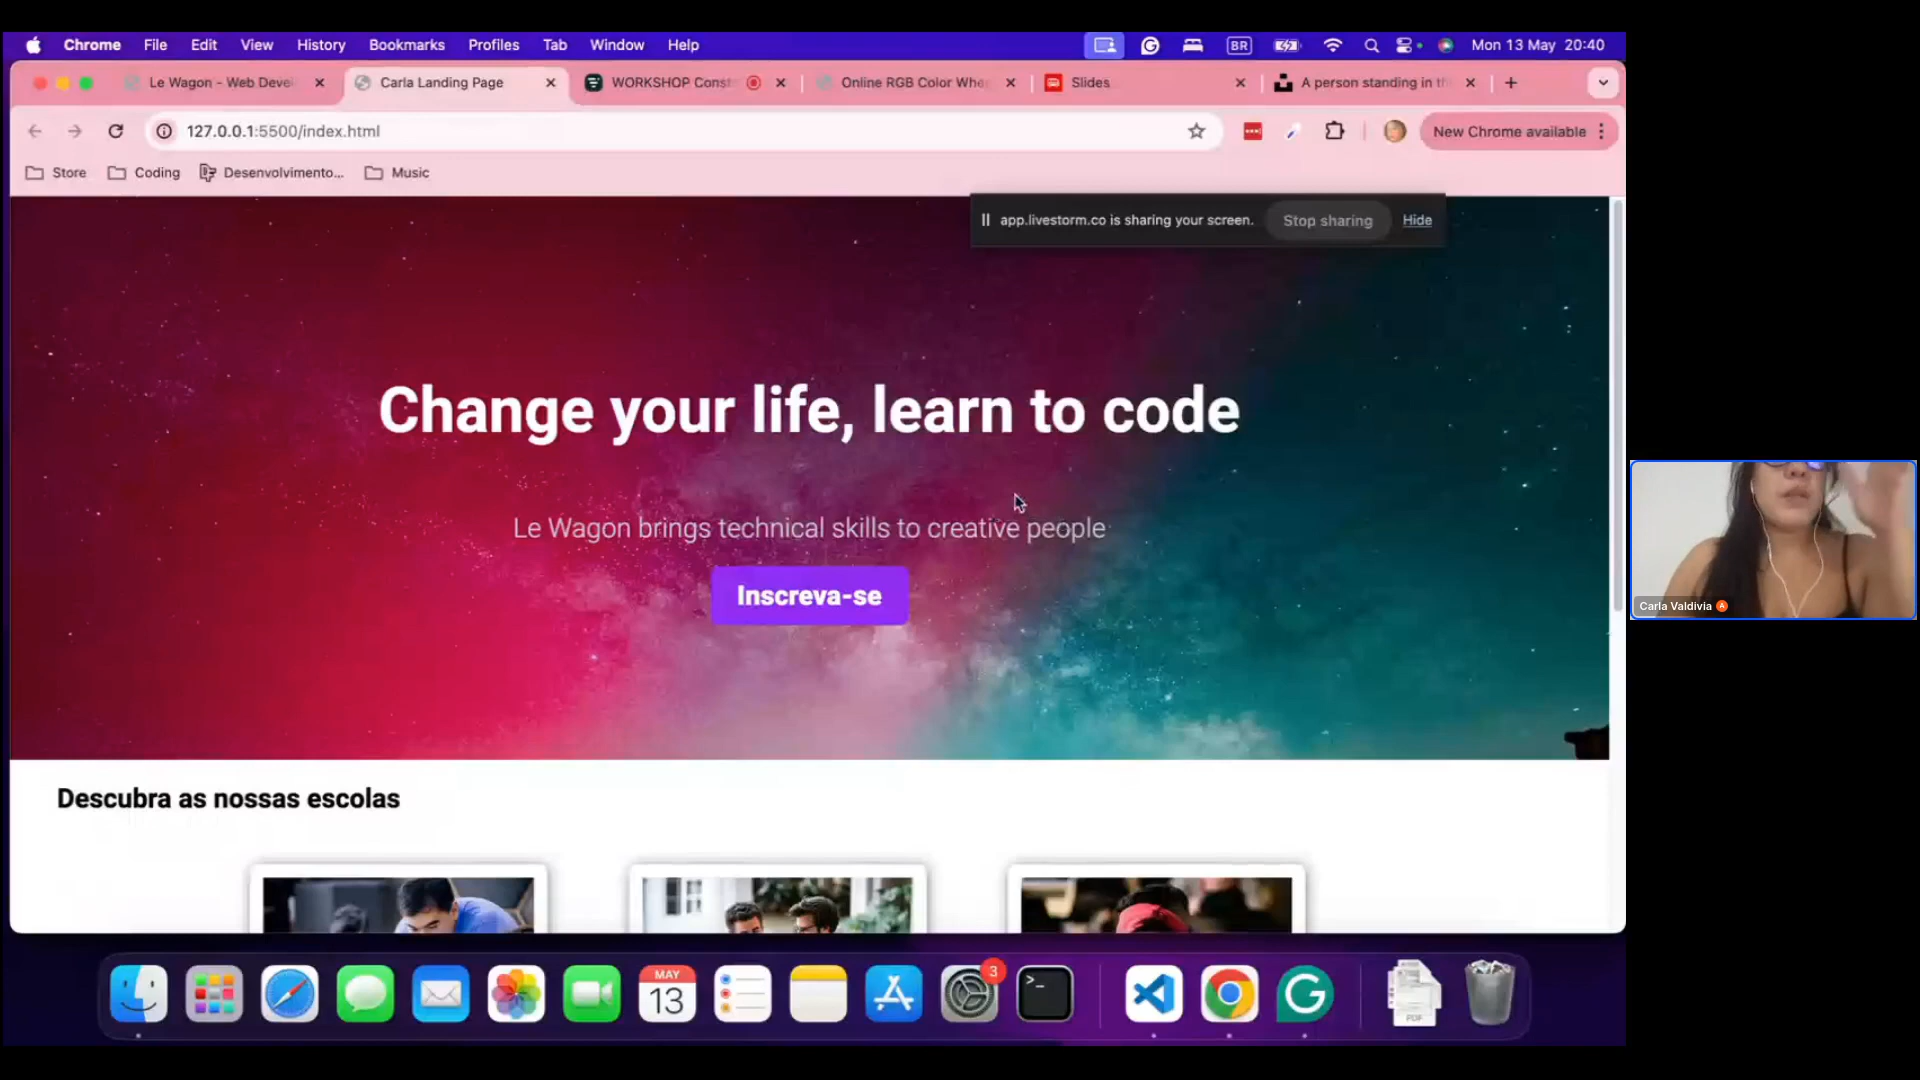 Chrome File Edit View History Bookmarks Profiles Tab Window Help BR Mon 13 May 20:40
Le Wagon - Web Devel Carla Landing Page WORKSHOP Const Online RGB Color Whe Slides A person standing in th
127.0.0.1:5500/index.html New Chrome available
Store Coding Desenvolvimento... Music
app.livestorm.co is sharing your screen. Stop sharing Hide
Change your life, learn to code
Le Wagon brings technical skills to creative people
Inscreva-se
Carla Valdivia A
Descubra as nossas escolas
MAY
13
3
>_
PDF